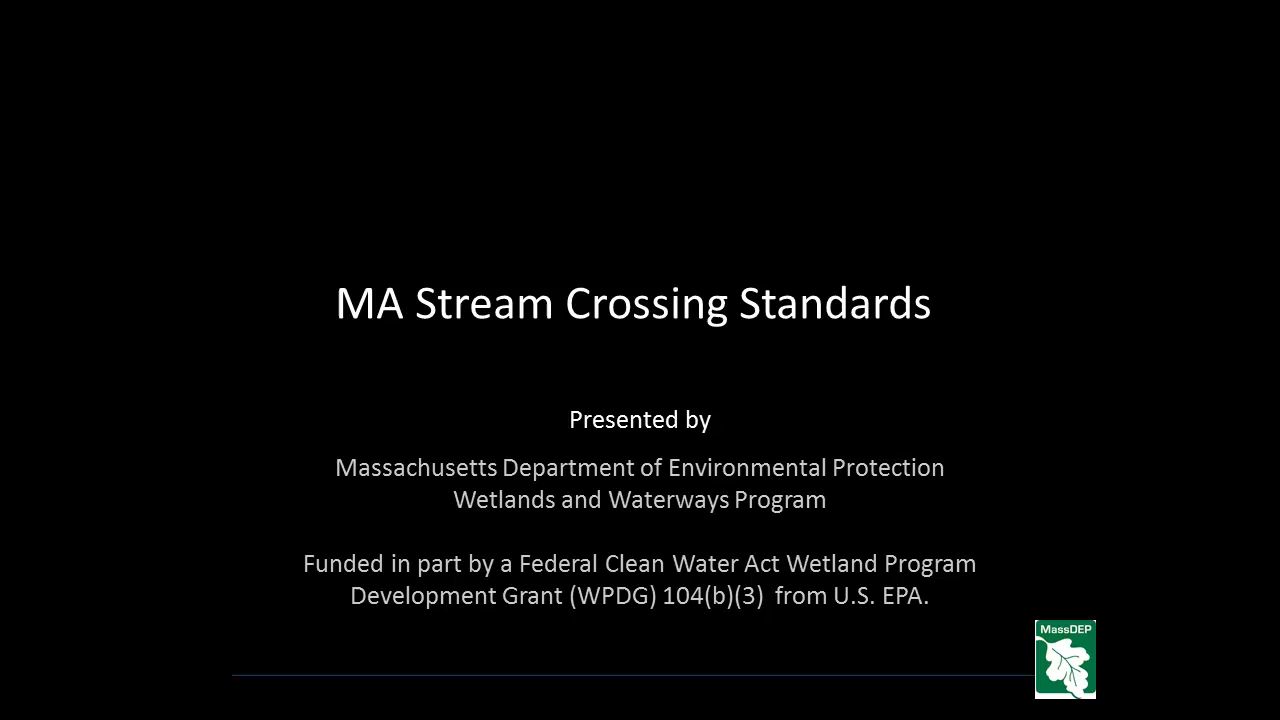 MA Stream Crossing Standards
Presented by
Massachusetts Department of Environmental Protection
Wetlands and Waterways Program
Funded in part by a Federal Clean Water Act Wetland Program
Development Grant (WPDG) 104(b)(3) from U.S. EPA.
MassDEP